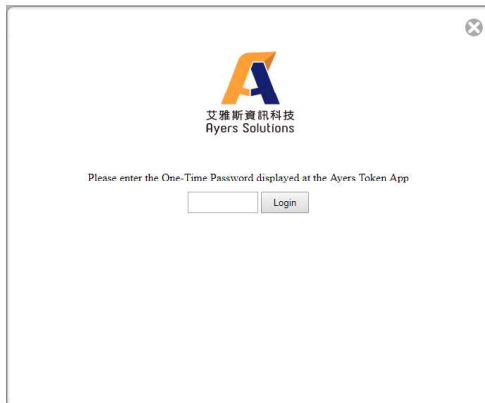 艾雅斯資訊科技
Ayers Solutions
Please enter the One-Time Password displayed at the Ayers Token App
Login